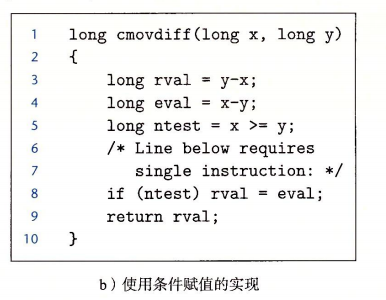 1 long cmovdiff(long x, long y)
2 {
3 long rval = y-x;
4 long eval = x-y;
5 long ntest = x >= y;
6 /* Line below requires
7 single instruction: */
8 if (ntest) rval = eval;
9 return rval;
10 }
b）使用条件赋值的实现